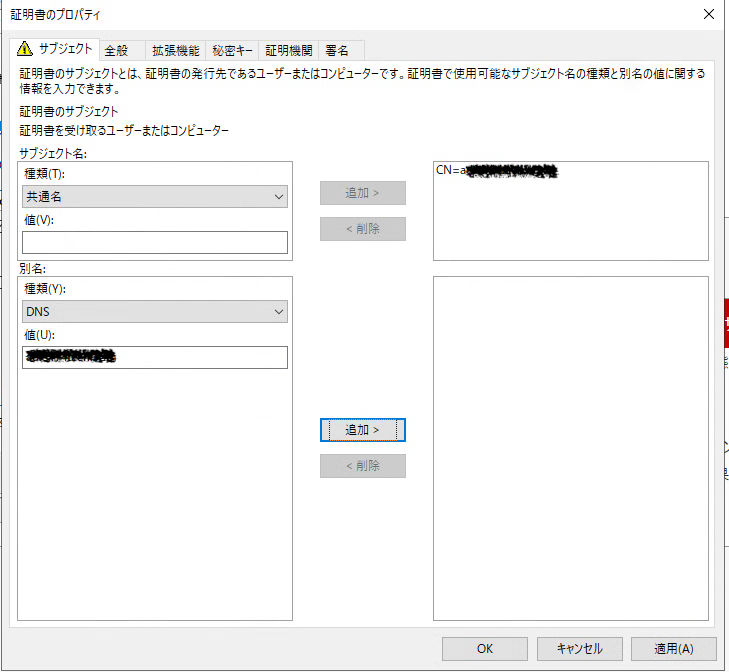 証明書のプロパティ
サブジェクト 全般 拡張機能 秘密キー 証明機関 署名
証明書のサブジェクトとは、証明書の発行先であるユーザーまたはコンピューターです。証明書で使用可能なサブジェクト名の種類と別名の値に関する
情報を入力できます。
証明書のサブジェクト
証明書を受け取るユーザーまたはコンピューター
サブジェクト名:
種類(T):
共通名
値(V):
追加 >
< 削除
CN=a
別名:
種類(Y):
DNS
値(U):
追加 >
< 削除
OK キャンセル 適用(A)